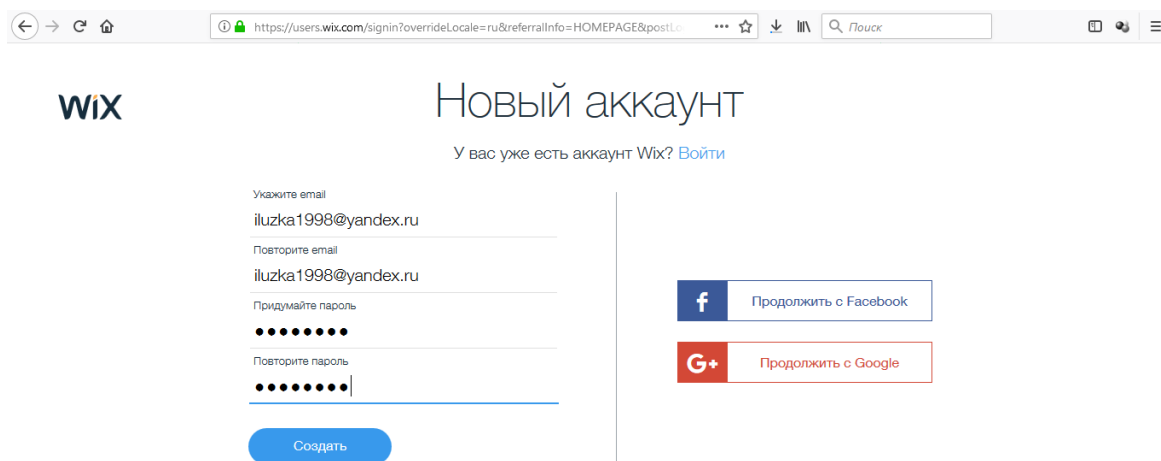 https://users.wix.com/signin?overrideLocale=ru&referralInfo=HOMEPAGE&postLo
Поиск
WiX
Новый аккаунт
У вас уже есть аккаунт Wix? Войти
Укажите email
iluzka1998@yandex.ru
Повторите email
iluzka1998@yandex.ru
Придумайте пароль
●●●●●●●●
Повторите пароль
●●●●●●●●
Создать
f Продолжить с Facebook
G+ Продолжить с Google